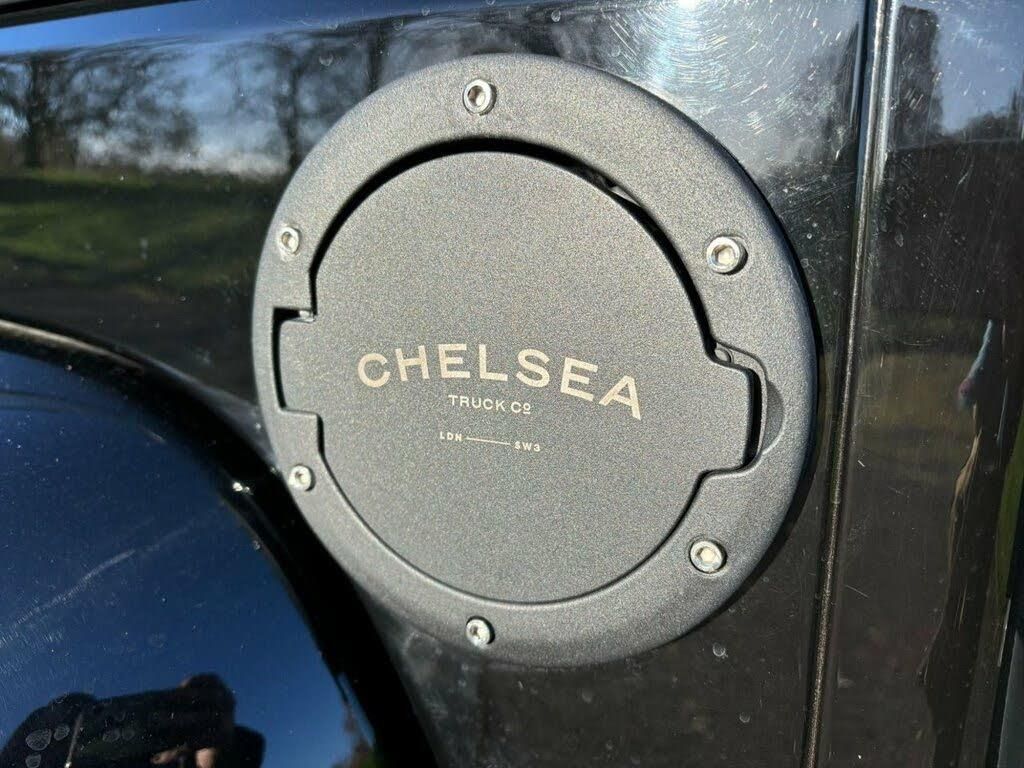 CHELSEA
TRUCK Cº
LDN — SW3